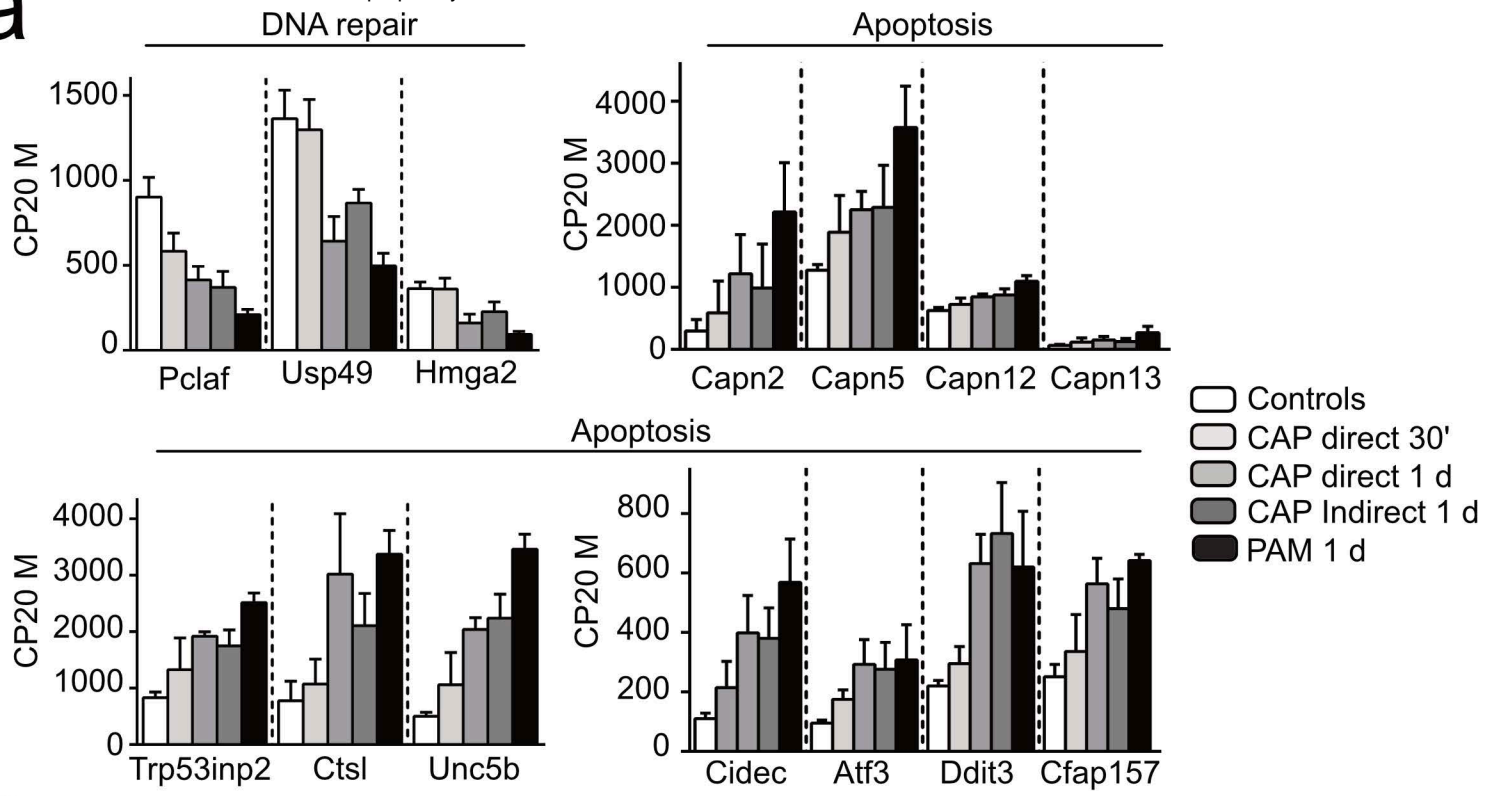 a
DNA repair
Apoptosis
CP20 M
1500
1000
500
0
Pclaf
Usp49
Hmga2
CP20 M
4000
3000
2000
1000
0
Capn2
Capn5
Capn12
Capn13
Controls
CAP direct 30'
CAP direct 1 d
CAP Indirect 1 d
PAM 1 d
Apoptosis
CP20 M
4000
3000
2000
1000
0
Trp53inp2
Ctsl
Unc5b
CP20 M
800
600
400
200
0
Cidec
Atf3
Ddit3
Cfap157